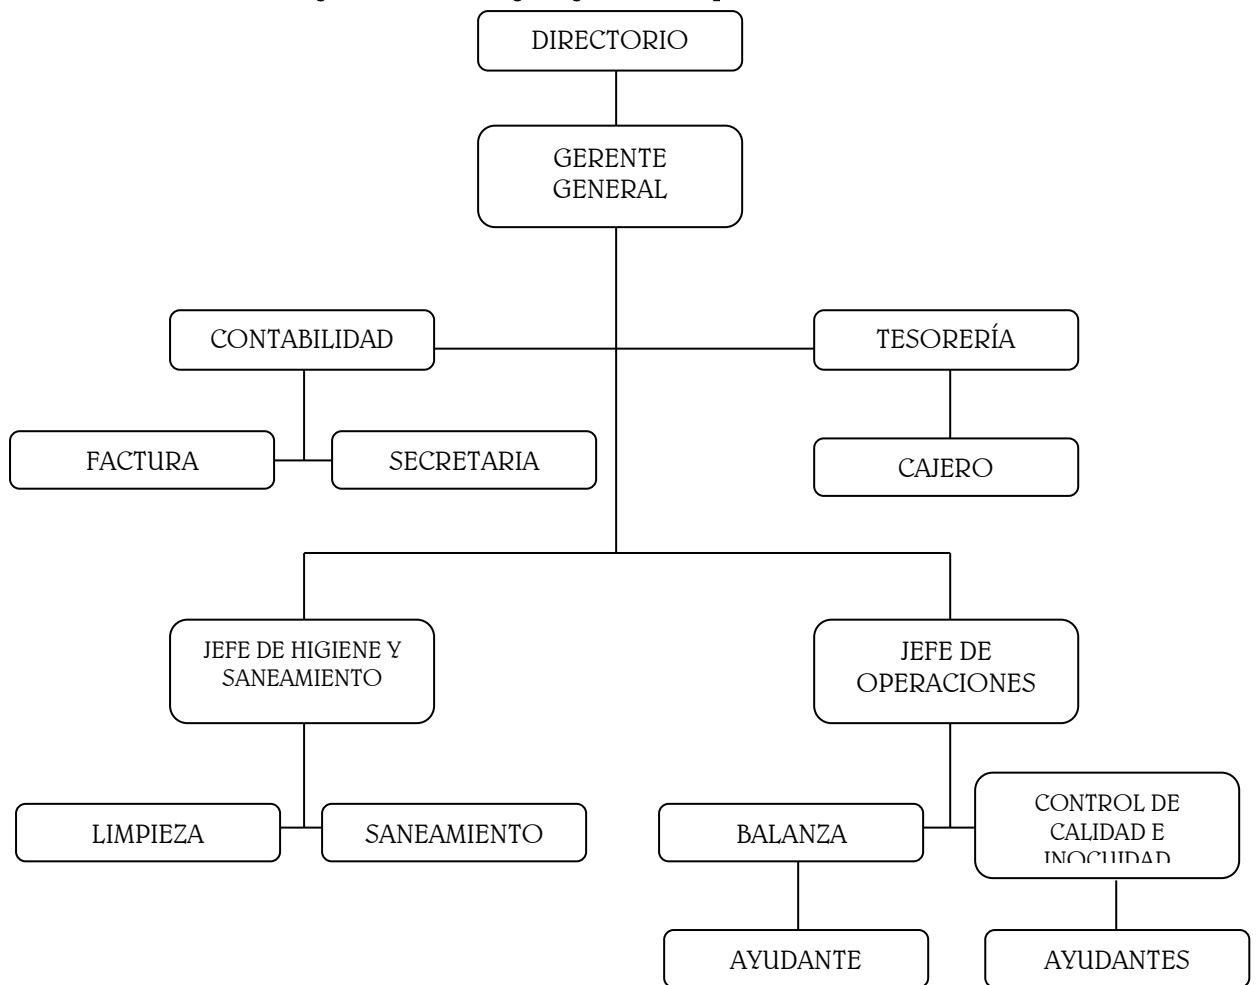 DIRECTORIO
GERENTE
GENERAL
CONTABILIDAD
TESORERÍA
FACTURA
SECRETARIA
CAJERO
JEFE DE HIGIENE Y
SANEAMIENTO
JEFE DE
OPERACIONES
LIMPIEZA
SANEAMIENTO
BALANZA
CONTROL DE
CALIDAD E
INOCUIDAD
AYUDANTE
AYUDANTES